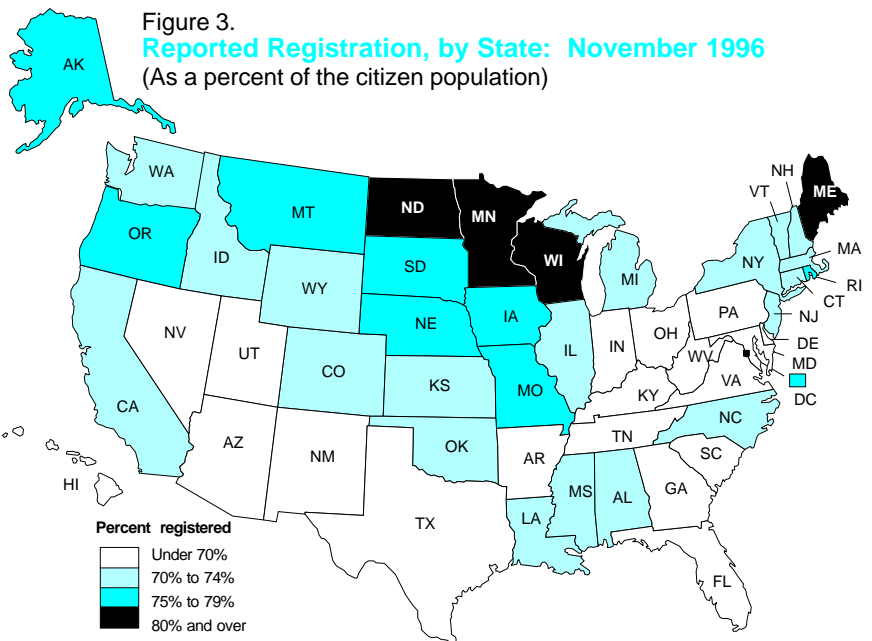 Figure 3.
Reported Registration, by State: November 1996
(As a percent of the citizen population)
AK
WA
MT
ND
MN
VT
NH
ME
OR
ID
SD
WI
MI
NY
MA
RI
CT
WY
NE
IA
PA
NJ
NV
UT
CO
KS
MO
IL
IN
OH
WV
DE
MD
DC
VA
KY
CA
AZ
NM
OK
AR
TN
NC
SC
MS
AL
GA
LA
TX
FL
HI
Percent registered
Under 70%
70% to 74%
75% to 79%
80% and over